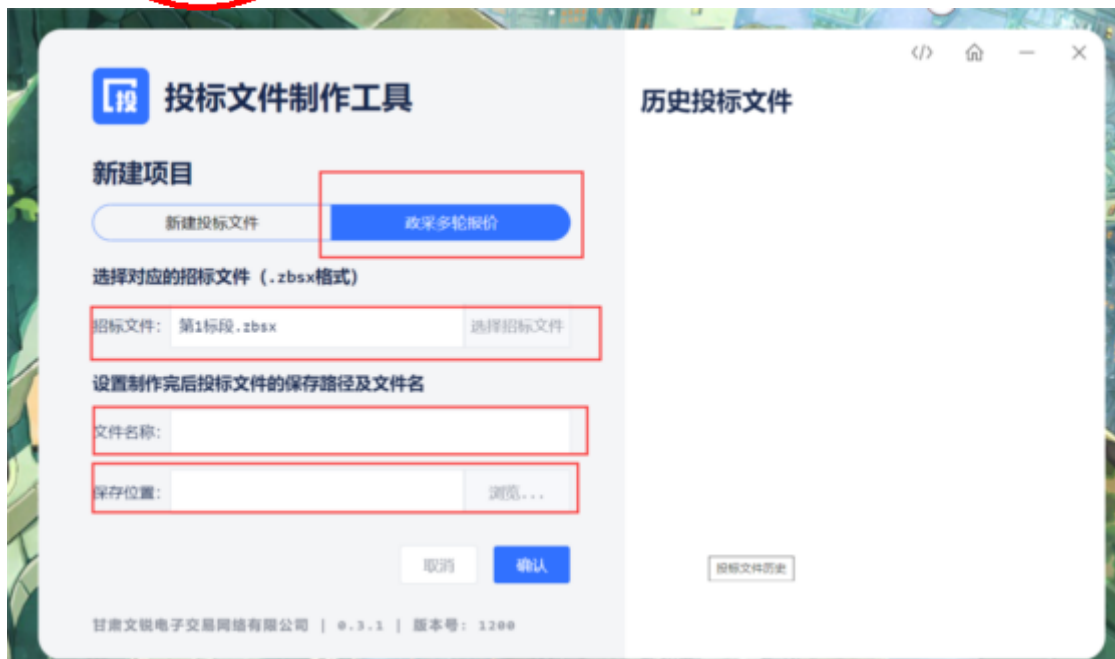 投标文件制作工具
历史投标文件
新建项目
新建投标文件 政采多轮报价
选择对应的招标文件（.zbsx格式）
招标文件： 第1标段.zbsx 选择招标文件
设置制作完后投标文件的保存路径及文件名
文件名称：
保存位置： 浏览...
取消 确认
投标文件历史
甘肃文锐电子交易网络有限公司 | 0.3.1 | 版本号: 1200